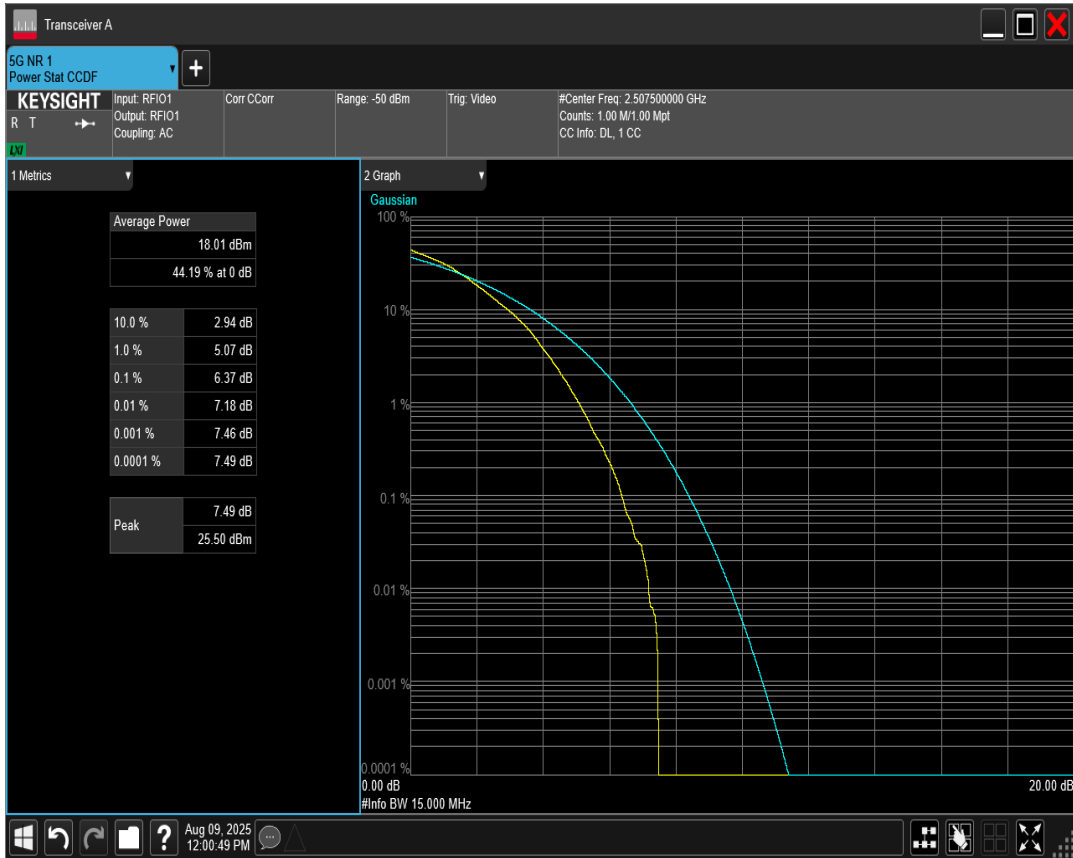 Transceiver A
5G NR 1
Power Stat CCDF
+
KEYSIGHT
R T
LXI
Input: RFIO1
Output: RFIO1
Coupling: AC
Corr CCorr
Range: -50 dBm
Trig: Video
#Center Freq: 2.507500000 GHz
Counts: 1.00 M/1.00 Mpt
CC Info: DL, 1 CC
1 Metrics
Average Power
18.01 dBm
44.19 % at 0 dB
10.0 % 2.94 dB
1.0 % 5.07 dB
0.1 % 6.37 dB
0.01 % 7.18 dB
0.001 % 7.46 dB
0.0001 % 7.49 dB
Peak 7.49 dB
25.50 dBm
2 Graph
Gaussian
100 %
10 %
1 %
0.1 %
0.01 %
0.001 %
0.0001 %
0.00 dB 20.00 dB
#Info BW 15.000 MHz
?
Aug 09, 2025
12:00:49 PM